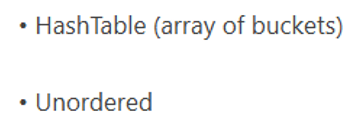 • HashTable (array of buckets)
• Unordered